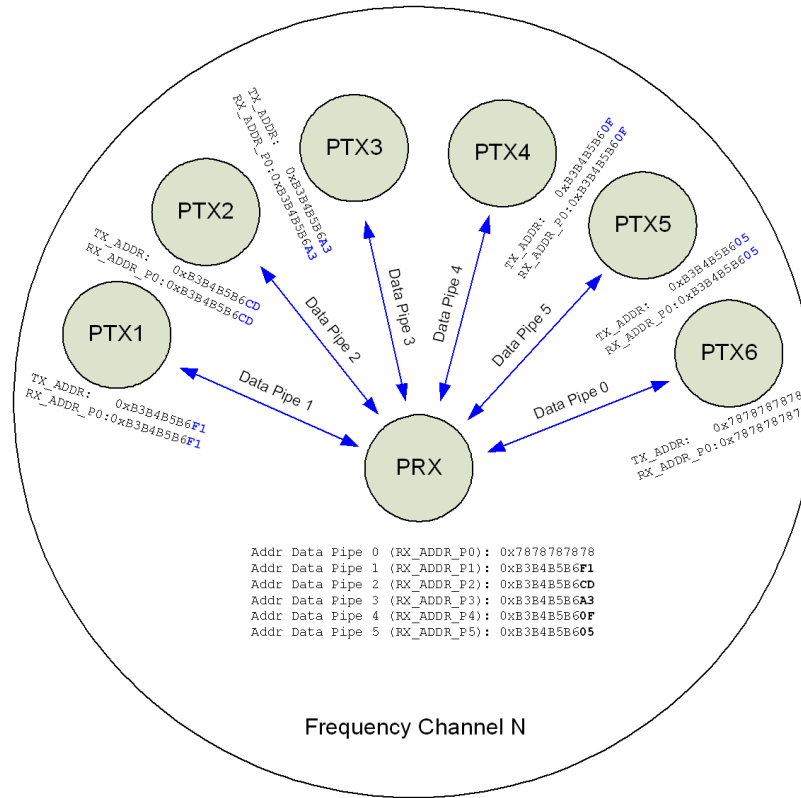 PTX3
PTX4
PTX2
PTX5
PTX1
PTX6
PRX
TX_ADDR: 0xB3B4B5B6F1
RX_ADDR_P0:0xB3B4B5B6F1
TX_ADDR: 0xB3B4B5B6CD
RX_ADDR_P0:0xB3B4B5B6CD
TX_ADDR: 0xB3B4B5B6A3
RX_ADDR_P0:0xB3B4B5B6A3
TX_ADDR: 0xB3B4B5B60F
RX_ADDR_P0:0xB3B4B5B60F
TX_ADDR: 0xB3B4B5B605
RX_ADDR_P0:0xB3B4B5B605
TX_ADDR: 0x7878787878
RX_ADDR_P0:0x787878787
Data Pipe 1
Data Pipe 2
Data Pipe 3
Data Pipe 4
Data Pipe 5
Data Pipe 0
Addr Data Pipe 0 (RX_ADDR_P0): 0x7878787878
Addr Data Pipe 1 (RX_ADDR_P1): 0xB3B4B5B6F1
Addr Data Pipe 2 (RX_ADDR_P2): 0xB3B4B5B6CD
Addr Data Pipe 3 (RX_ADDR_P3): 0xB3B4B5B6A3
Addr Data Pipe 4 (RX_ADDR_P4): 0xB3B4B5B60F
Addr Data Pipe 5 (RX_ADDR_P5): 0xB3B4B5B605
Frequency Channel N